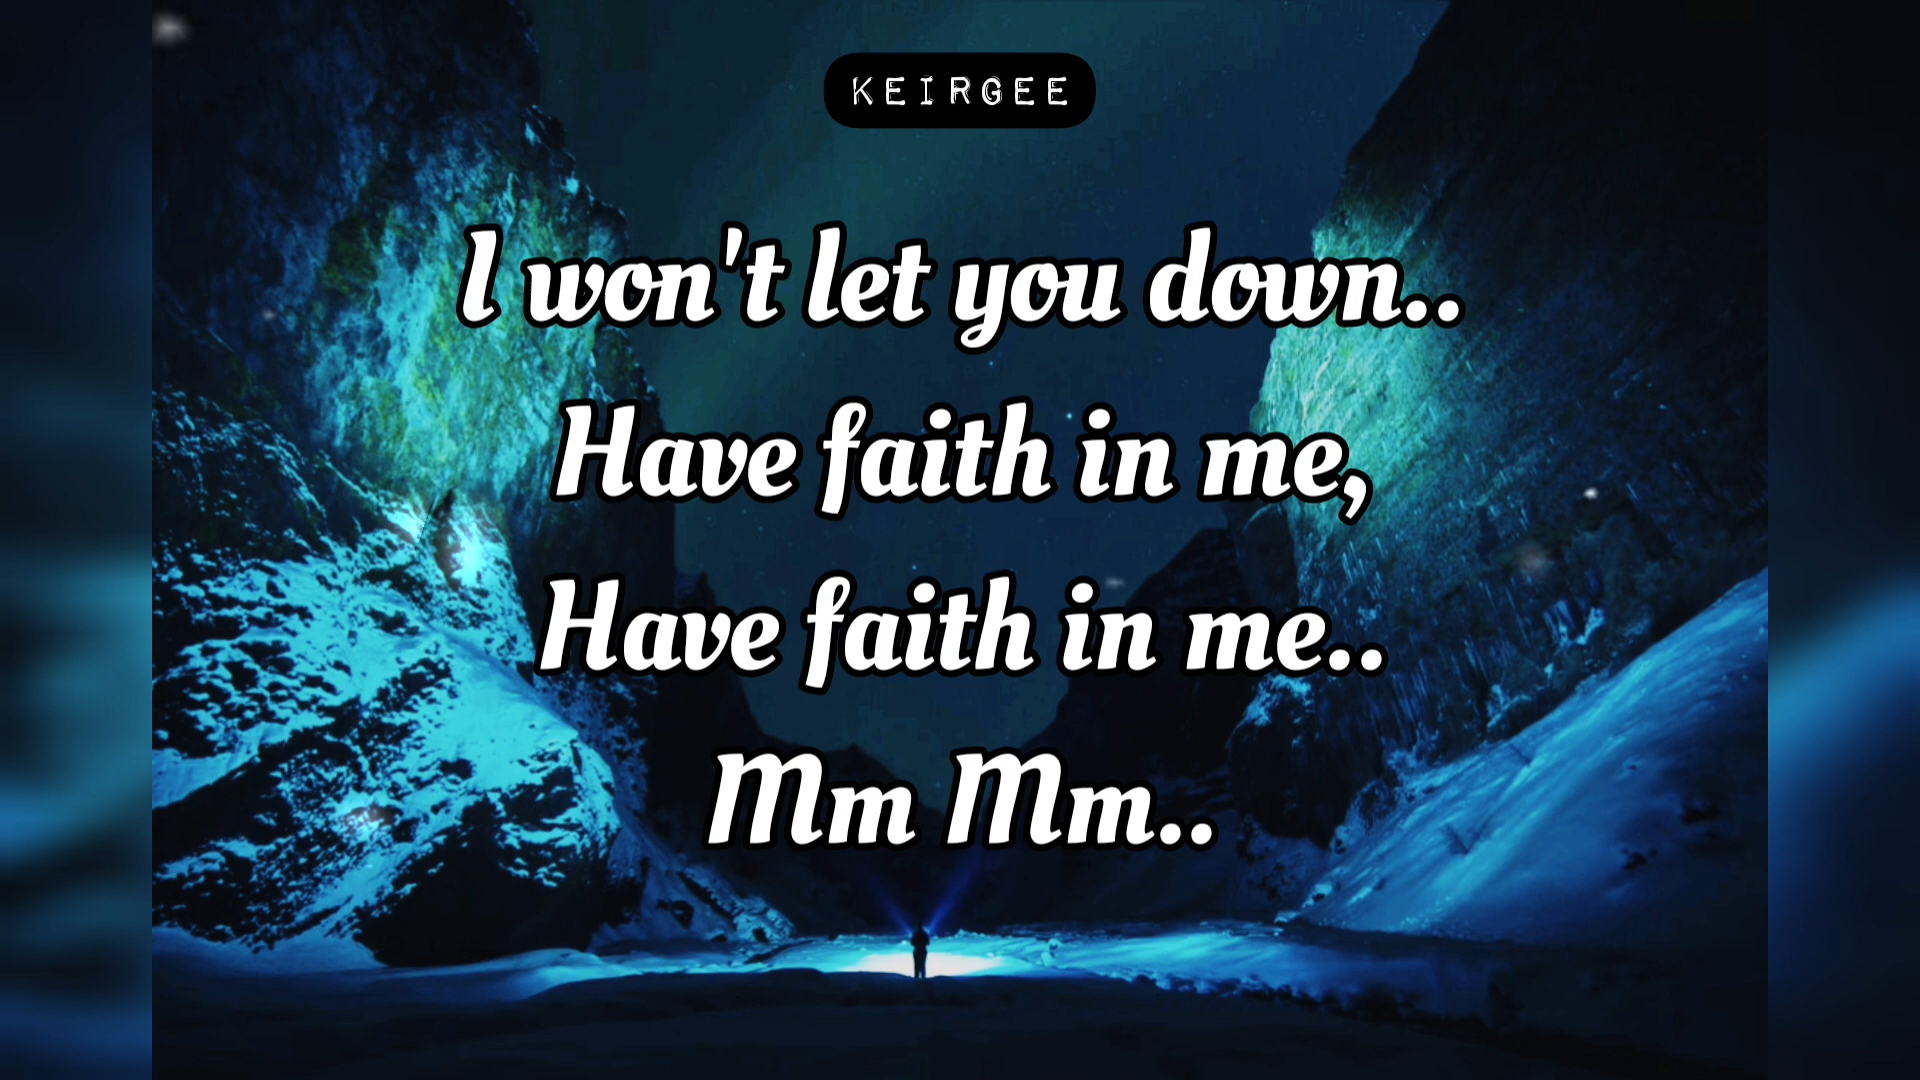 KEIRGEE
I won't let you down..
Have faith in me,
Have faith in me..
Mm Mm..